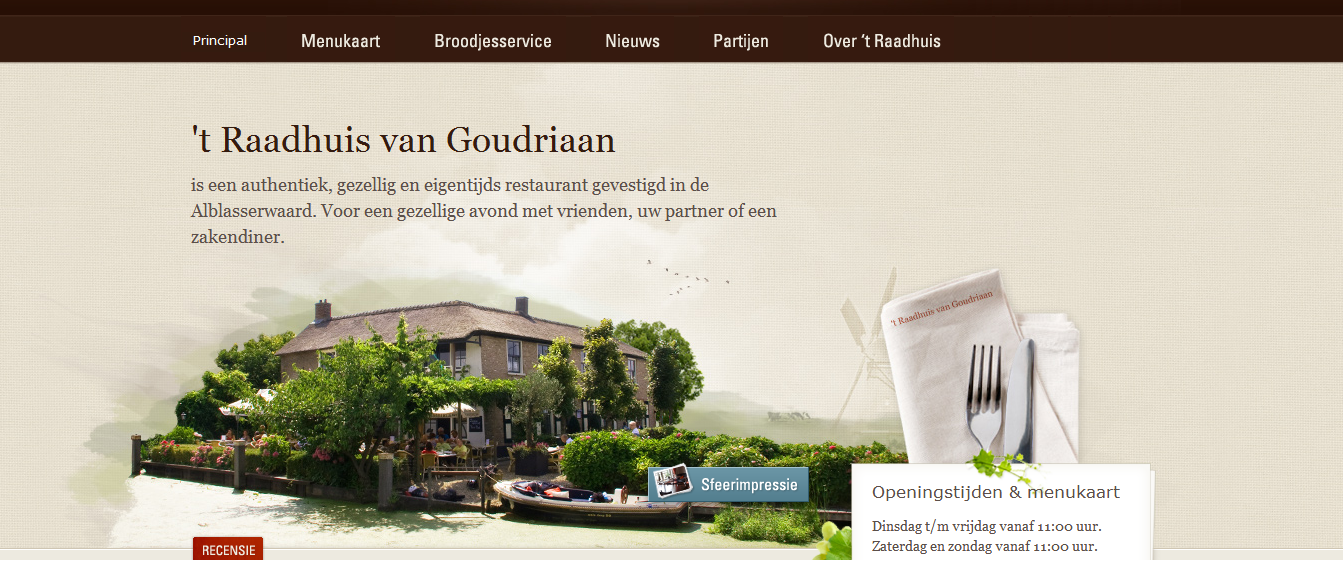 Principal Menukaart Broodjesservice Nieuws Partijen Over ‘t Raadhuis
't Raadhuis van Goudriaan
is een authentiek, gezellig en eigentijds restaurant gevestigd in de
Alblasserwaard. Voor een gezellige avond met vrienden, uw partner of een
zakendiner.
't Raadhuis van Goudriaan
Sfeerimpressie
Openingstijden & menukaart
Dinsdag t/m vrijdag vanaf 11:00 uur.
Zaterdag en zondag vanaf 11:00 uur.
RECENSIE